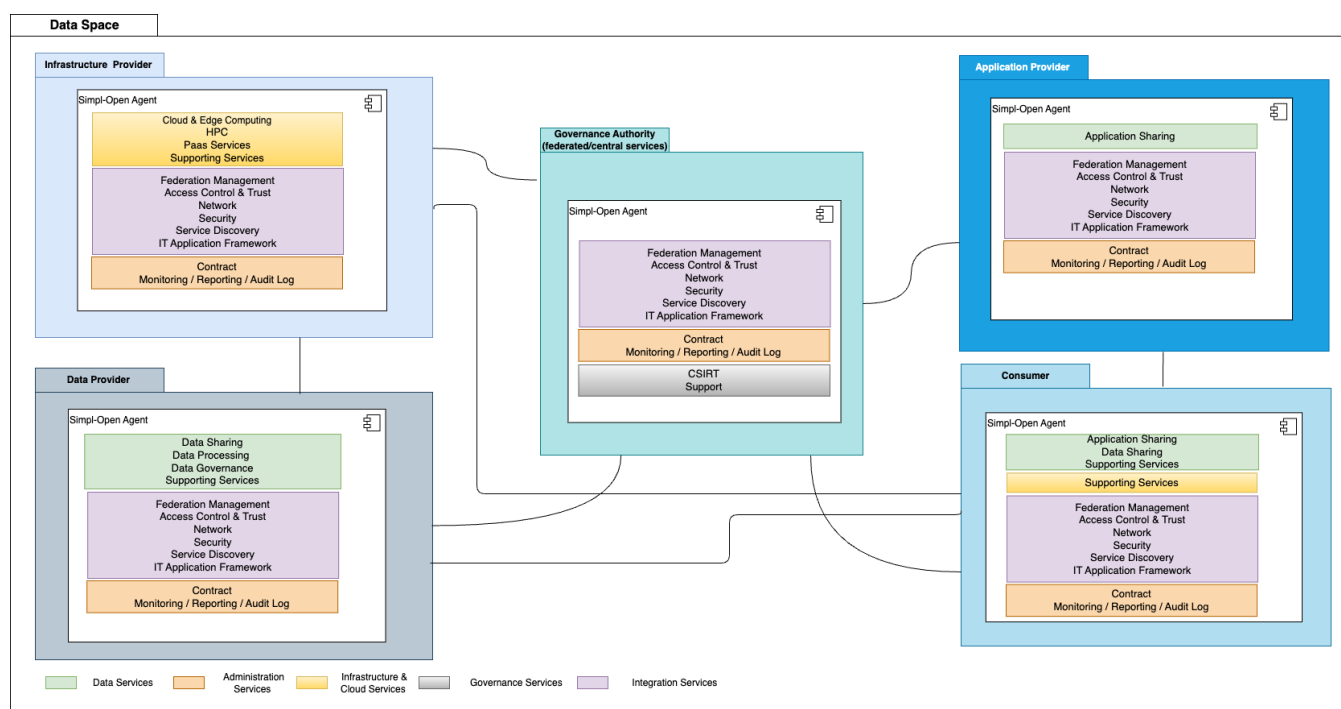 Data Space
Infrastructure Provider
Simpl-Open Agent
Cloud & Edge Computing
HPC
Paas Services
Supporting Services
Federation Management
Access Control & Trust
Network
Security
Service Discovery
IT Application Framework
Contract
Monitoring / Reporting / Audit Log
Governance Authority
(federated/central services)
Simpl-Open Agent
Federation Management
Access Control & Trust
Network
Security
Service Discovery
IT Application Framework
Contract
Monitoring / Reporting / Audit Log
CSIRT
Support
Application Provider
Simpl-Open Agent
Application Sharing
Federation Management
Access Control & Trust
Network
Security
Service Discovery
IT Application Framework
Contract
Monitoring / Reporting / Audit Log
Data Provider
Simpl-Open Agent
Data Sharing
Data Processing
Data Governance
Supporting Services
Federation Management
Access Control & Trust
Network
Security
Service Discovery
IT Application Framework
Contract
Monitoring / Reporting / Audit Log
Consumer
Simpl-Open Agent
Application Sharing
Data Sharing
Supporting Services
Supporting Services
Federation Management
Access Control & Trust
Network
Security
Service Discovery
IT Application Framework
Contract
Monitoring / Reporting / Audit Log
Data Services
Administration
Services
Infrastructure &
Cloud Services
Governance Services
Integration Services